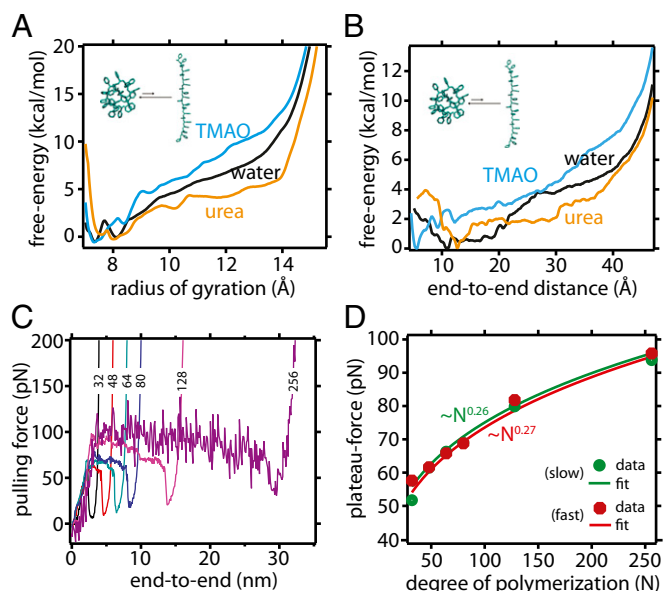 A
20
15
10
5
0
free-energy (kcal/mol)
TMAO
water
urea
8
10
12
14
radius of gyration (Å)
B
12
10
8
6
4
2
0
free-energy (kcal/mol)
TMAO
water
urea
10
20
30
40
end-to-end distance (Å)
C
200
150
100
50
0
pulling force (pN)
32
48
64
80
128
256
0
10
20
30
end-to-end (nm)
D
100
90
80
70
60
50
40
plateau-force (pN)
~N0.26
~N0.27
(slow)
data
fit
(fast)
data
fit
0
50
100
150
200
250
degree of polymerization (N)